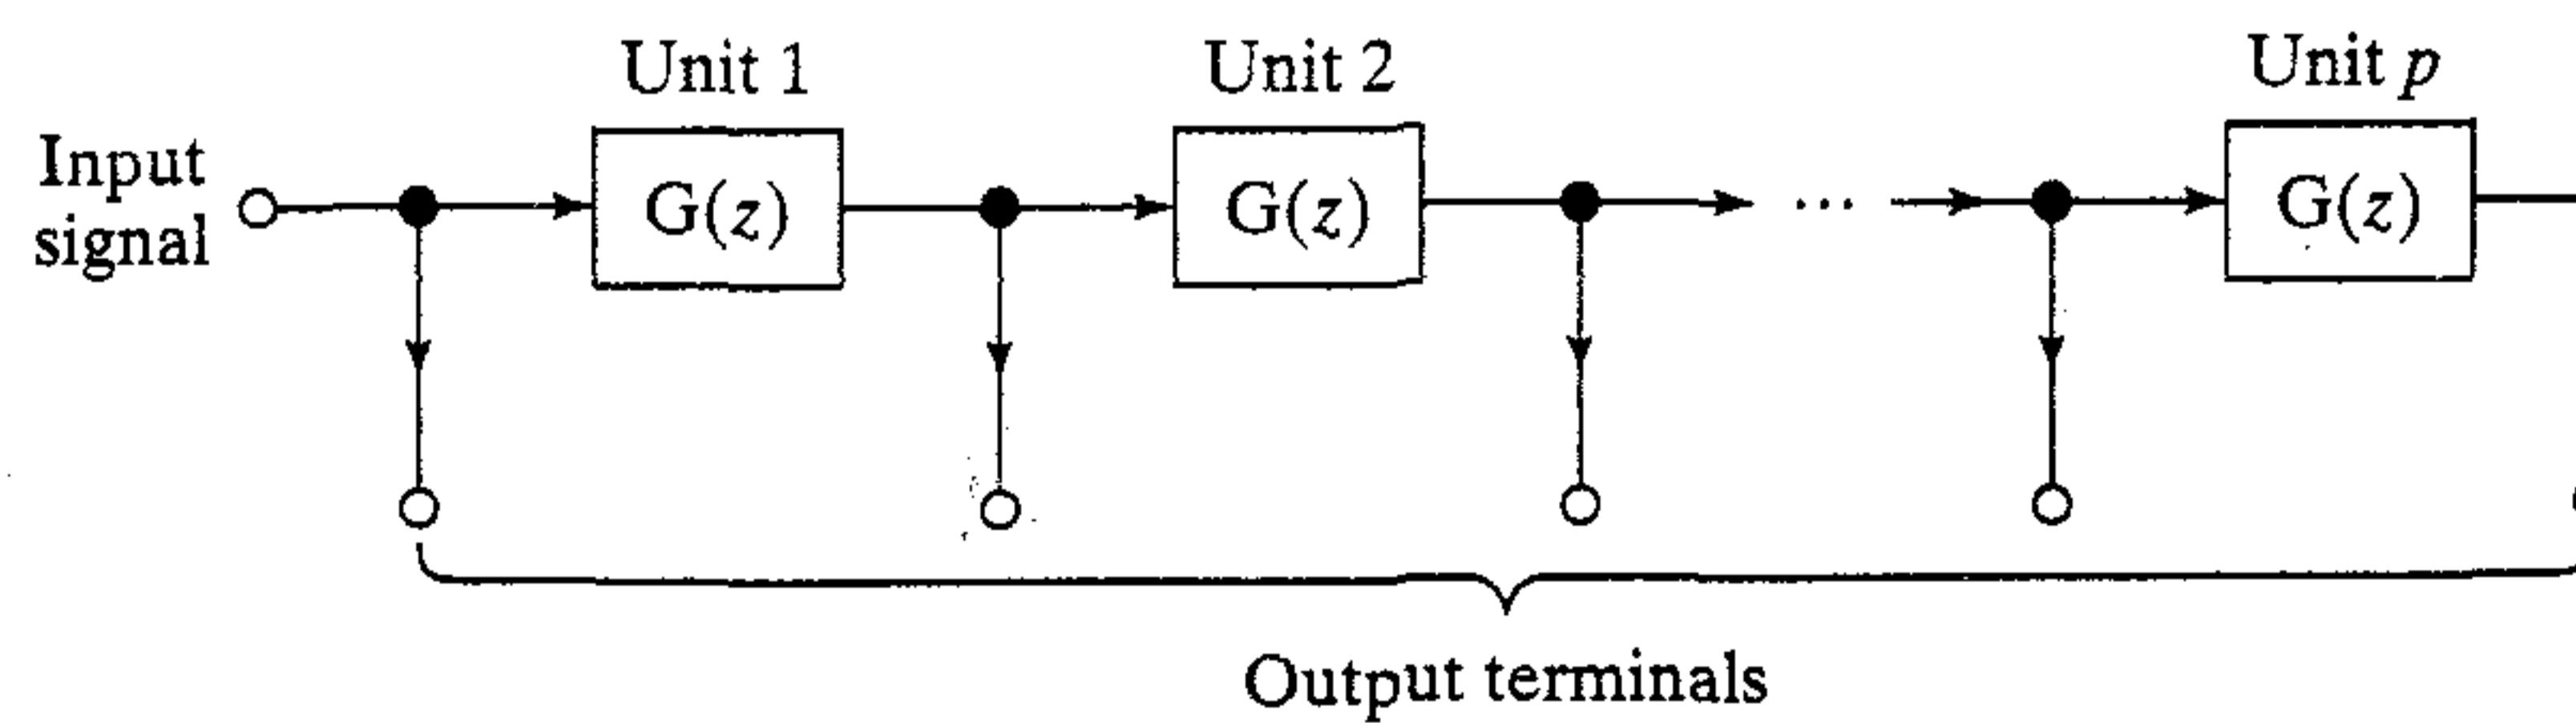 Unit 1
Unit 2
Unit p
Input
signal
G(z)
G(z)
...
G(z)
Output terminals